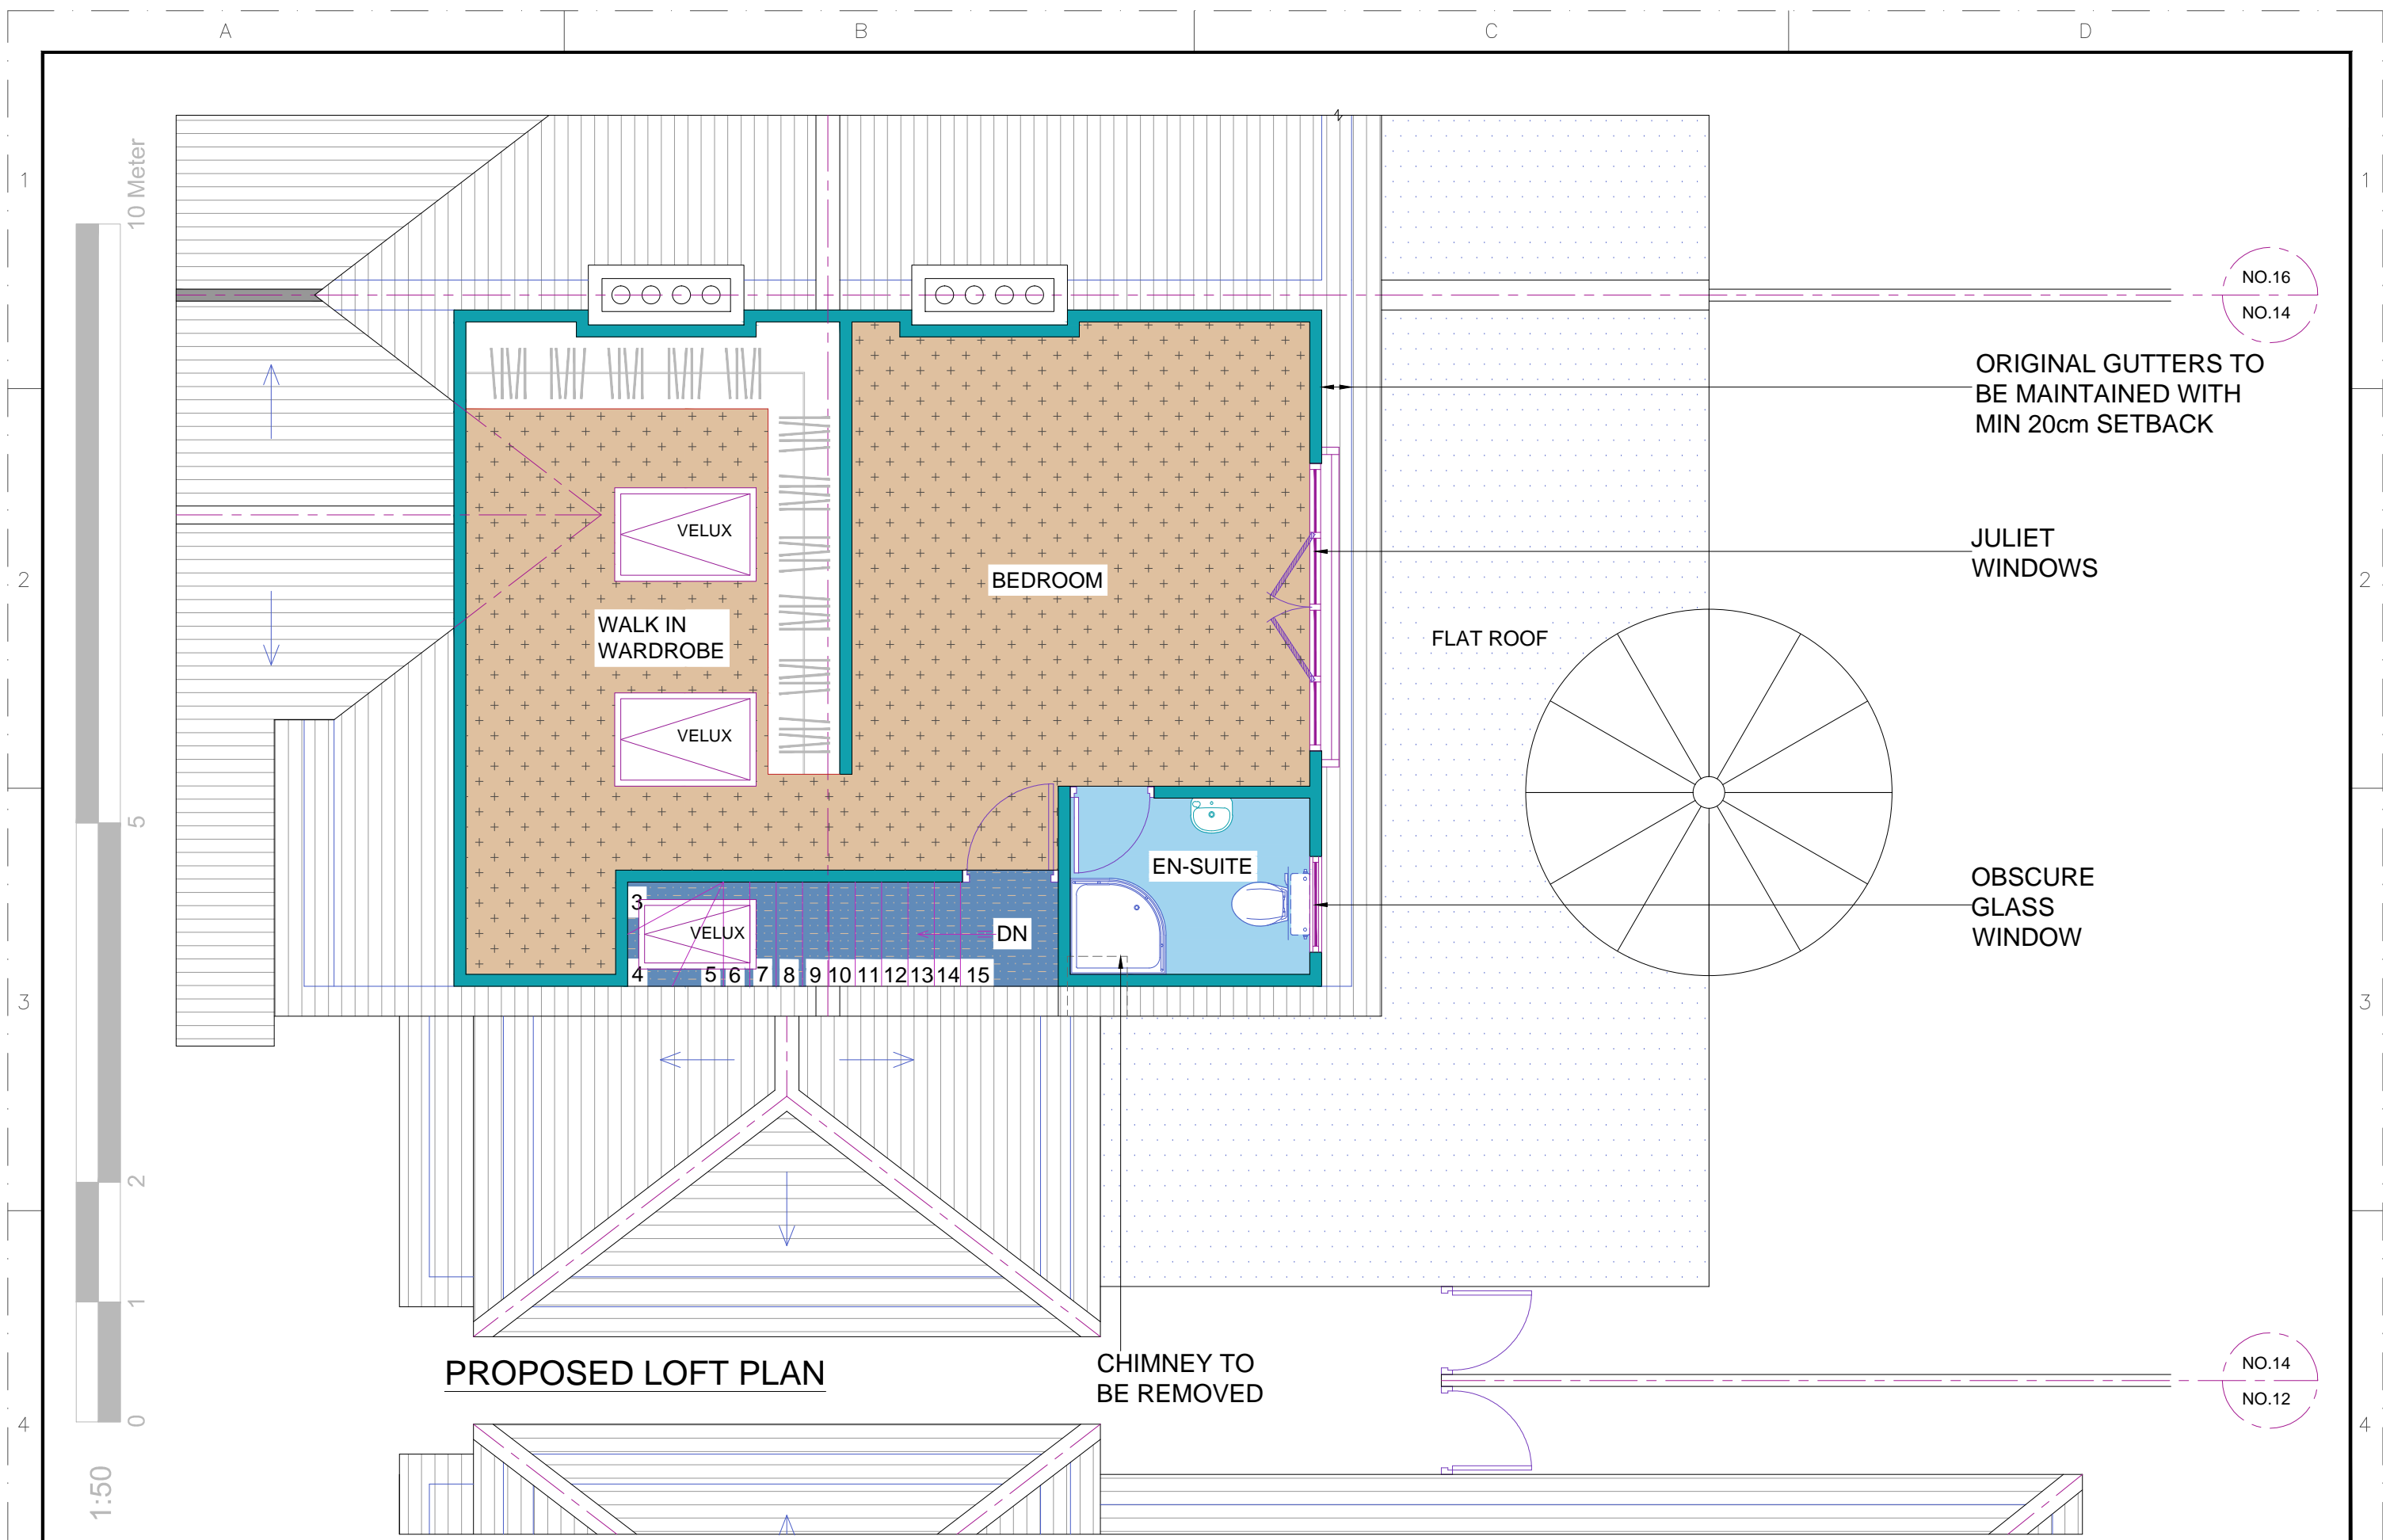 A
B
C
D
1
1
10 Meter
NO.16
NO.14
ORIGINAL GUTTERS TO
BE MAINTAINED WITH
MIN 20cm SETBACK
VELUX
JULIET
WINDOWS
BEDROOM
2
2
WALK IN
WARDROBE
FLAT ROOF
VELUX
5
EN-SUITE
OBSCURE
GLASS
WINDOW
3
VELUX
DN
4 5 6 7 8 9 10 11 12 13 14 15
3
3
2
1
PROPOSED LOFT PLAN
CHIMNEY TO
BE REMOVED
NO.14
NO.12
0
4
4
1:50